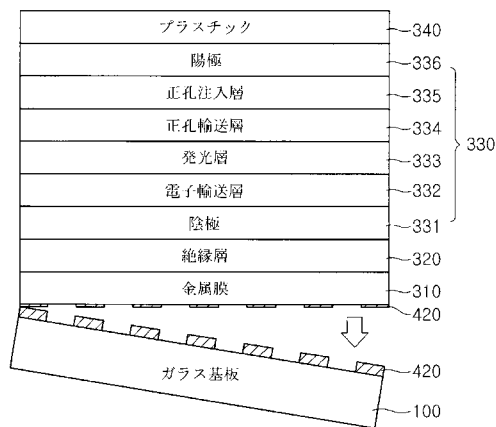 プラスチック 340
陽極 336
正孔注入層 335
正孔輸送層 334
330
発光層 333
電子輸送層 332
陰極 331
絶縁層 320
金属膜 310
420
420
ガラス基板
100